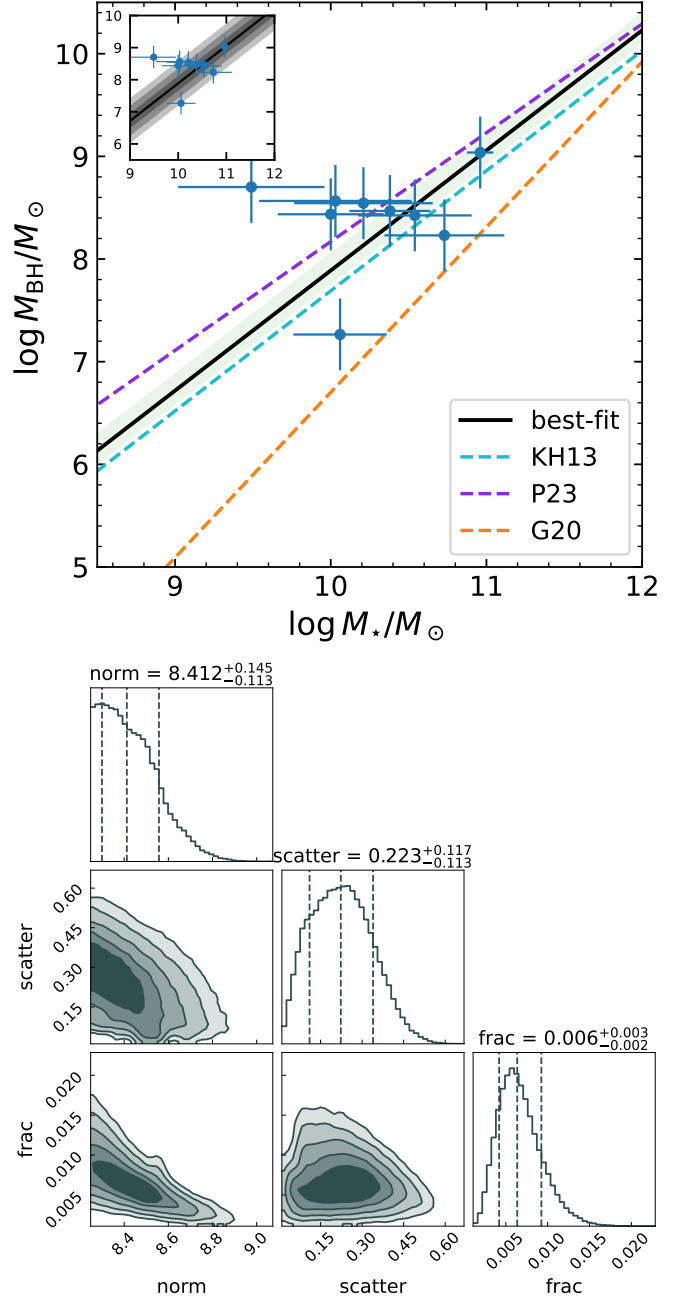 10
9
8
7
6
9 10 11 12
10
9
8
7
6
5
9 10 11 12
log M_BH/M_⊙
log M_⋆/M_⊙
best-fit
KH13
P23
G20
norm = 8.412^{+0.145}_{−0.113}
scatter = 0.223^{+0.117}_{−0.113}
0.60
0.45
0.30
0.15
scatter
frac = 0.006^{+0.003}_{−0.002}
0.020
0.015
0.010
0.005
frac
8.4 8.6 8.8 9.0
0.15 0.30 0.45 0.60
0.005 0.010 0.015 0.020
norm scatter frac